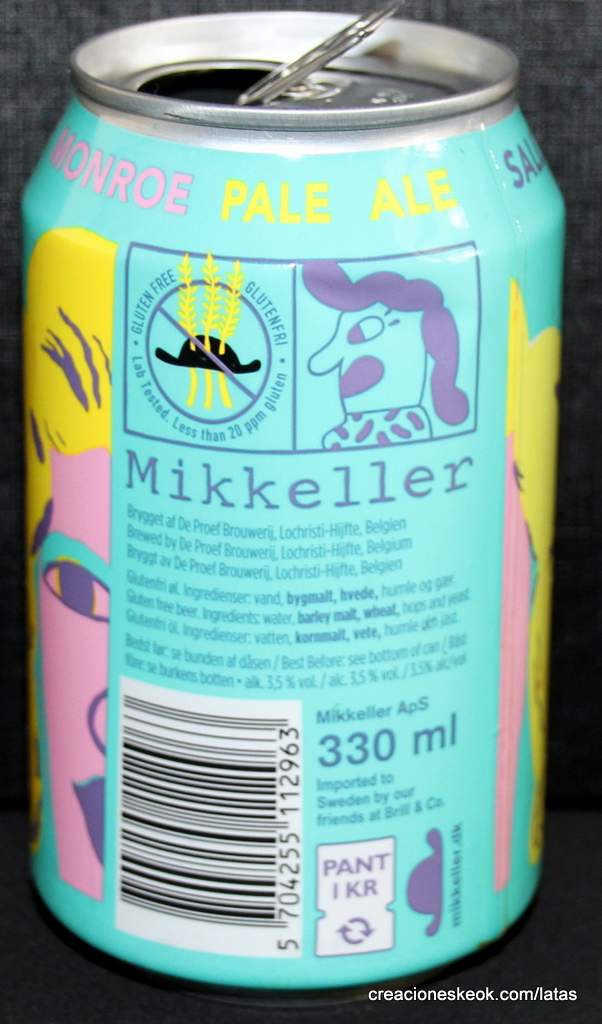 MONROE PALE ALE SAL
GLUTEN FREE • GLUTENFRI •
Lab Tested. Less than 20 ppm gluten
Mikkeller
Brygget af De Proef Brouwerij, Lochristi-Hijfte, Belgien
Brewed by De Proef Brouwerij, Lochristi-Hijfte, Belgium
Bryggt av De Proef Brouwerij, Lochristi-Hijfte, Belgien
Glutenfri øl. Ingredienser: vand, bygmalt, hvede, humle og gær.
Gluten free beer. Ingredients: water, barley malt, wheat, hops and yeast.
Glutenfri öl. Ingredienser: vatten, kornmalt, vete, humle och jäst.
Bedst før: se bunden af dåsen / Best Before: see bottom of can / Bäst
före: se burkens botten • alk. 3,5 % vol. / alc. 3,5 % vol. / 3,5% alc/vol
Mikkeller ApS
330 ml
Imported to
Sweden by our
friends at Brill & Co.
PANT
1 KR
mikkeller.dk
5 704255 112963
creacioneskeok.com/latas